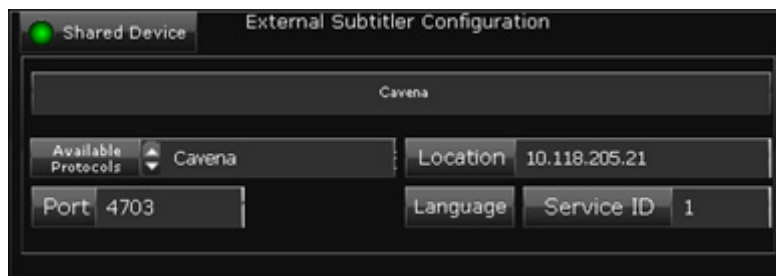 Shared Device
External Subtitler Configuration
Cavena
Available Protocols
Cavena
Location
10.118.205.21
Port
4703
Language
Service ID
1